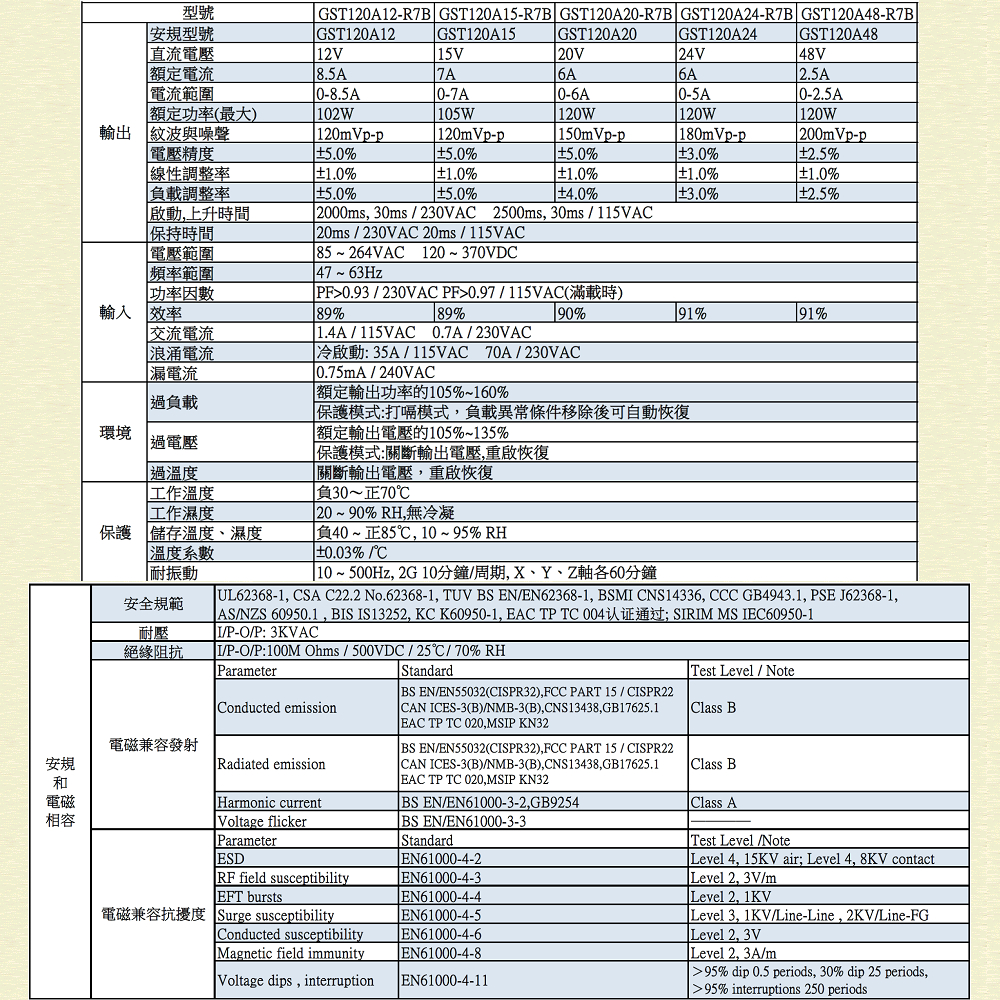 型號 GST120A12-R7B GST120A15-R7B GST120A20-R7B GST120A24-R7B GST120A48-R7B
輸出
安規型號 GST120A12 GST120A15 GST120A20 GST120A24 GST120A48
直流電壓 12V 15V 20V 24V 48V
額定電流 8.5A 7A 6A 6A 2.5A
電流範圍 0-8.5A 0-7A 0-6A 0-5A 0-2.5A
額定功率(最大) 102W 105W 120W 120W 120W
紋波與噪聲 120mVp-p 120mVp-p 150mVp-p 180mVp-p 200mVp-p
電壓精度 ±5.0% ±5.0% ±5.0% ±3.0% ±2.5%
線性調整率 ±1.0% ±1.0% ±1.0% ±1.0% ±1.0%
負載調整率 ±5.0% ±5.0% ±4.0% ±3.0% ±2.5%
啟動,上升時間 2000ms, 30ms / 230VAC 2500ms, 30ms / 115VAC
保持時間 20ms / 230VAC 20ms / 115VAC
輸入
電壓範圍 85 ~ 264VAC 120 ~ 370VDC
頻率範圍 47 ~ 63Hz
功率因數 PF>0.93 / 230VAC PF>0.97 / 115VAC(滿載時)
效率 89% 89% 90% 91% 91%
交流電流 1.4A / 115VAC 0.7A / 230VAC
浪涌電流 冷啟動: 35A / 115VAC 70A / 230VAC
漏電流 0.75mA / 240VAC
環境
過負載 額定輸出功率的105%~160%
保護模式:打嗝模式，負載異常條件移除後可自動恢復
過電壓 額定輸出電壓的105%~135%
保護模式:關斷輸出電壓,重啟恢復
過溫度 關斷輸出電壓，重啟恢復
保護
工作溫度 負30～正70℃
工作濕度 20 ~ 90% RH,無冷凝
儲存溫度、濕度 負40 ~ 正85℃, 10 ~ 95% RH
溫度系數 ±0.03% /℃
耐振動 10 ~ 500Hz, 2G 10分鐘/周期, X、Y、Z軸各60分鐘
安規
和
電磁
相容
安全規範 UL62368-1, CSA C22.2 No.62368-1, TUV BS EN/EN62368-1, BSMI CNS14336, CCC GB4943.1, PSE J62368-1,
AS/NZS 60950.1 , BIS IS13252, KC K60950-1, EAC TP TC 004认证通过; SIRIM MS IEC60950-1
耐壓 I/P-O/P: 3KVAC
絕緣阻抗 I/P-O/P:100M Ohms / 500VDC / 25℃/ 70% RH
電磁兼容發射
Parameter Standard Test Level / Note
Conducted emission
BS EN/EN55032(CISPR32),FCC PART 15 / CISPR22
CAN ICES-3(B)/NMB-3(B),CNS13438,GB17625.1
EAC TP TC 020,MSIP KN32
Class B
Radiated emission
BS EN/EN55032(CISPR32),FCC PART 15 / CISPR22
CAN ICES-3(B)/NMB-3(B),CNS13438,GB17625.1
EAC TP TC 020,MSIP KN32
Class B
Harmonic current BS EN/EN61000-3-2,GB9254 Class A
Voltage flicker BS EN/EN61000-3-3 ————
電磁兼容抗擾度
Parameter Standard Test Level /Note
ESD EN61000-4-2 Level 4, 15KV air; Level 4, 8KV contact
RF field susceptibility EN61000-4-3 Level 2, 3V/m
EFT bursts EN61000-4-4 Level 2, 1KV
Surge susceptibility EN61000-4-5 Level 3, 1KV/Line-Line , 2KV/Line-FG
Conducted susceptibility EN61000-4-6 Level 2, 3V
Magnetic field immunity EN61000-4-8 Level 2, 3A/m
Voltage dips , interruption EN61000-4-11
＞95% dip 0.5 periods, 30% dip 25 periods,
＞95% interruptions 250 periods